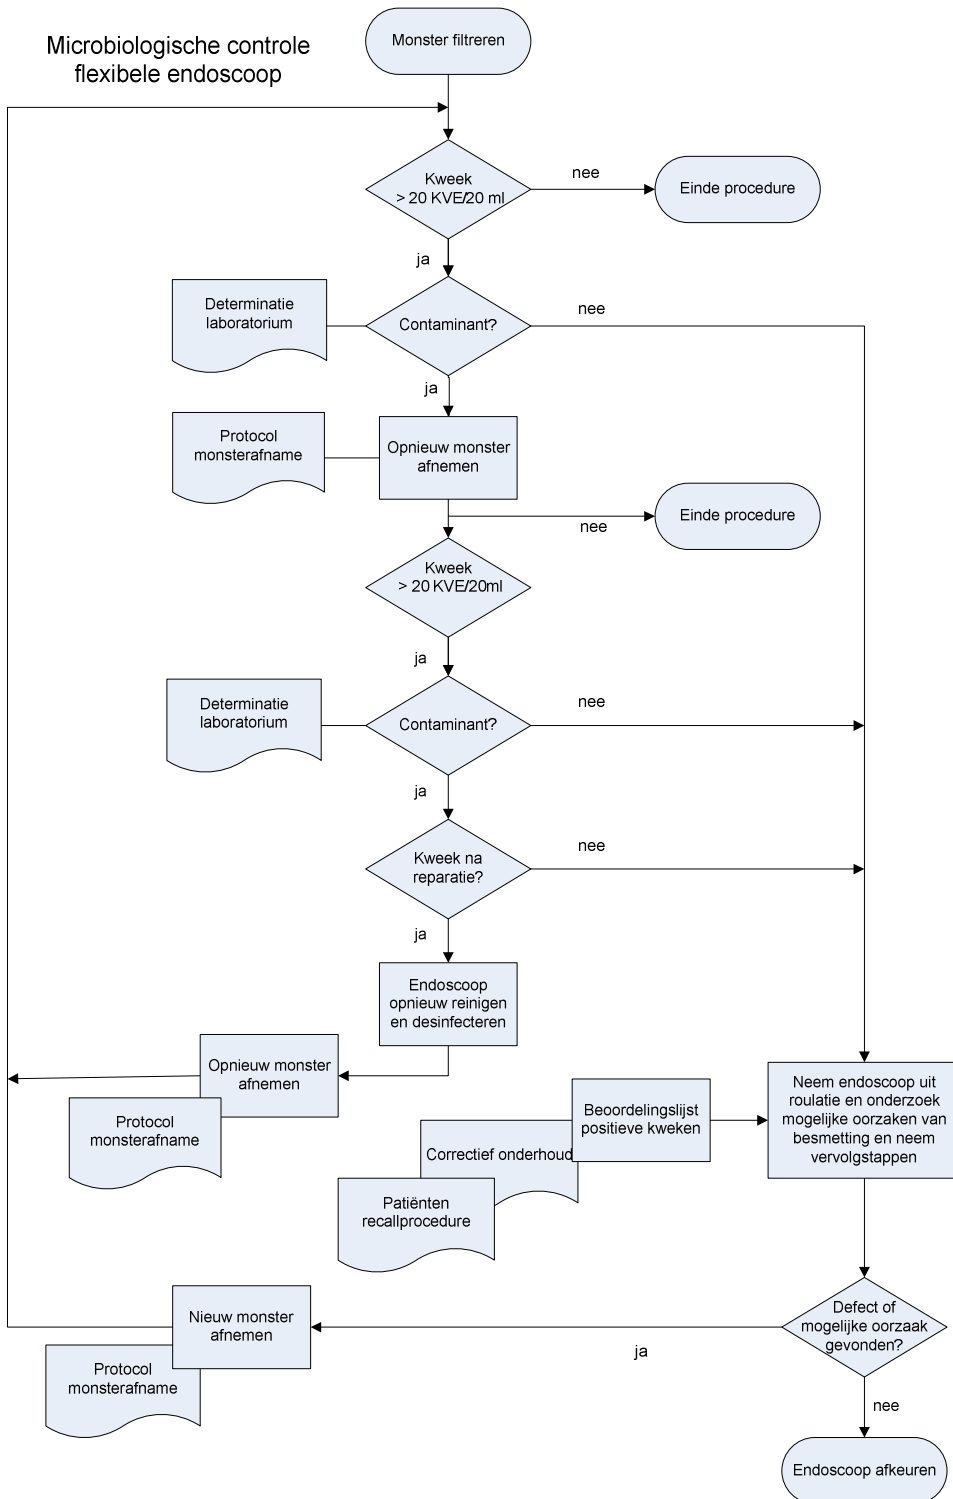 Microbiologische controle
flexibele endoscoop
Monster filtreren
Kweek
> 20 KVE/20 ml
nee
Einde procedure
ja
Determinatie
laboratorium
Contaminant?
nee
ja
Protocol
monsterafname
Opnieuw monster
afnemen
nee
Einde procedure
Kweek
> 20 KVE/20ml
ja
Determinatie
laboratorium
Contaminant?
nee
ja
Kweek na
reparatie?
nee
ja
Endoscoop
opnieuw reinigen
en desinfecteren
Opnieuw monster
afnemen
Protocol
monsterafname
Beoordelingslijst
positieve kweken
Correctief onderhoud
Patiënten
recallprocedure
Neem endoscoop uit
roulatie en onderzoek
mogelijke oorzaken van
besmetting en neem
vervolgstappen
Defect of
mogelijke oorzaak
gevonden?
ja
Nieuw monster
afnemen
Protocol
monsterafname
nee
Endoscoop afkeuren